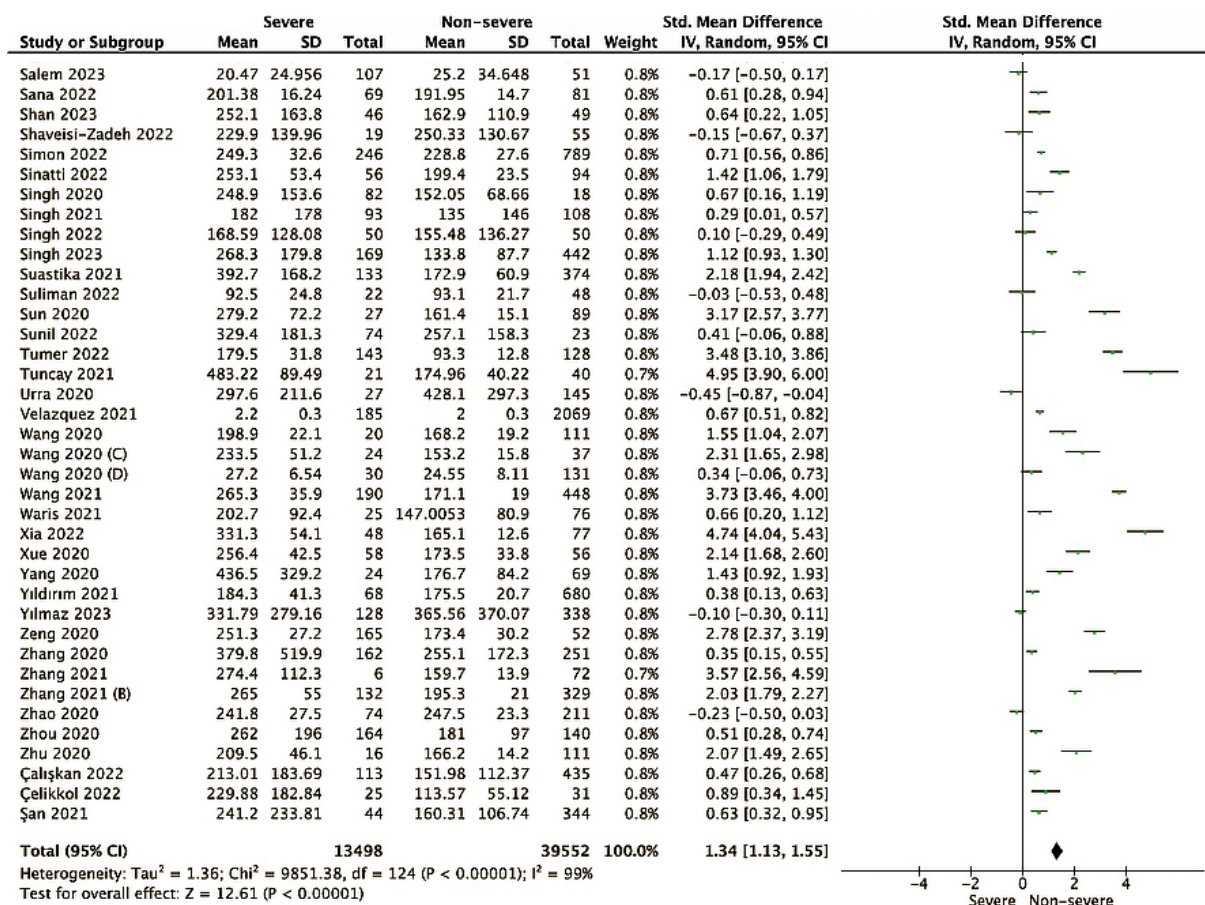 Severe Non-severe Std. Mean Difference Std. Mean Difference
Study or Subgroup Mean SD Total Mean SD Total Weight IV, Random, 95% CI IV, Random, 95% CI
Salem 2023 20.47 24.956 107 25.2 34.648 51 0.8% −0.17 [−0.50, 0.17]
Sana 2022 201.38 16.24 69 191.95 14.7 81 0.8% 0.61 [0.28, 0.94]
Shan 2023 252.1 163.8 46 162.9 110.9 49 0.8% 0.64 [0.22, 1.05]
Shaveisi-Zadeh 2022 229.9 139.96 19 250.33 130.67 55 0.8% −0.15 [−0.67, 0.37]
Simon 2022 249.3 32.6 246 228.8 27.6 789 0.8% 0.71 [0.56, 0.86]
Sinatti 2022 253.1 53.4 56 199.4 23.5 94 0.8% 1.42 [1.06, 1.79]
Singh 2020 248.9 153.6 82 152.05 68.66 18 0.8% 0.67 [0.16, 1.19]
Singh 2021 182 178 93 135 146 108 0.8% 0.29 [0.01, 0.57]
Singh 2022 168.59 128.08 50 155.48 136.27 50 0.8% 0.10 [−0.29, 0.49]
Singh 2023 268.3 179.8 169 133.8 87.7 442 0.8% 1.12 [0.93, 1.30]
Suastika 2021 392.7 168.2 133 172.9 60.9 374 0.8% 2.18 [1.94, 2.42]
Suliman 2022 92.5 24.8 22 93.1 21.7 48 0.8% −0.03 [−0.53, 0.48]
Sun 2020 279.2 72.2 27 161.4 15.1 89 0.8% 3.17 [2.57, 3.77]
Sunil 2022 329.4 181.3 74 257.1 158.3 23 0.8% 0.41 [−0.06, 0.88]
Tumer 2022 179.5 31.8 143 93.3 12.8 128 0.8% 3.48 [3.10, 3.86]
Tuncay 2021 483.22 89.49 21 174.96 40.22 40 0.7% 4.95 [3.90, 6.00]
Urra 2020 297.6 211.6 27 428.1 297.3 145 0.8% −0.45 [−0.87, −0.04]
Velazquez 2021 2.2 0.3 185 2 0.3 2069 0.8% 0.67 [0.51, 0.82]
Wang 2020 198.9 22.1 20 168.2 19.2 111 0.8% 1.55 [1.04, 2.07]
Wang 2020 (C) 233.5 51.2 24 153.2 15.8 37 0.8% 2.31 [1.65, 2.98]
Wang 2020 (D) 27.2 6.54 30 24.55 8.11 131 0.8% 0.34 [−0.06, 0.73]
Wang 2021 265.3 35.9 190 171.1 19 448 0.8% 3.73 [3.46, 4.00]
Waris 2021 202.7 92.4 25 147.0053 80.9 76 0.8% 0.66 [0.20, 1.12]
Xia 2022 331.3 54.1 48 165.1 12.6 77 0.8% 4.74 [4.04, 5.43]
Xue 2020 256.4 42.5 58 173.5 33.8 56 0.8% 2.14 [1.68, 2.60]
Yang 2020 436.5 329.2 24 176.7 84.2 69 0.8% 1.43 [0.92, 1.93]
Yıldırım 2021 184.3 41.3 68 175.5 20.7 680 0.8% 0.38 [0.13, 0.63]
Yılmaz 2023 331.79 279.16 128 365.56 370.07 338 0.8% −0.10 [−0.30, 0.11]
Zeng 2020 251.3 27.2 165 173.4 30.2 52 0.8% 2.78 [2.37, 3.19]
Zhang 2020 379.8 519.9 162 255.1 172.3 251 0.8% 0.35 [0.15, 0.55]
Zhang 2021 274.4 112.3 6 159.7 13.9 72 0.7% 3.57 [2.56, 4.59]
Zhang 2021 (B) 265 55 132 195.3 21 329 0.8% 2.03 [1.79, 2.27]
Zhao 2020 241.8 27.5 74 247.5 23.3 211 0.8% −0.23 [−0.50, 0.03]
Zhou 2020 262 196 164 181 97 140 0.8% 0.51 [0.28, 0.74]
Zhu 2020 209.5 46.1 16 166.2 14.2 111 0.8% 2.07 [1.49, 2.65]
Çalışkan 2022 213.01 183.69 113 151.98 112.37 435 0.8% 0.47 [0.26, 0.68]
Çelikkol 2022 229.88 182.84 25 113.57 55.12 31 0.8% 0.89 [0.34, 1.45]
Şan 2021 241.2 233.81 44 160.31 106.74 344 0.8% 0.63 [0.32, 0.95]
Total (95% CI) 13498 39552 100.0% 1.34 [1.13, 1.55]
Heterogeneity: Tau² = 1.36; Chi² = 9851.38, df = 124 (P < 0.00001); I² = 99%
Test for overall effect: Z = 12.61 (P < 0.00001)
−4 −2 0 2 4
Severe Non-severe